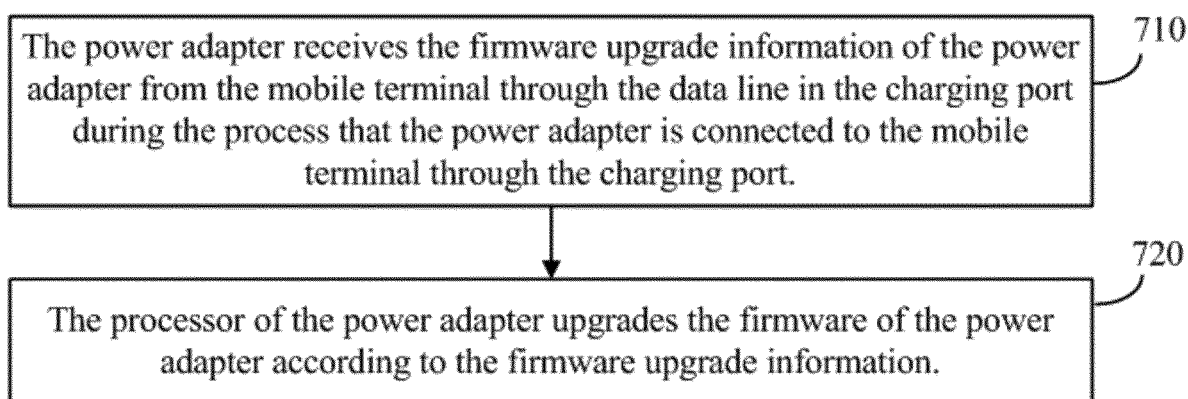 710
The power adapter receives the firmware upgrade information of the power
adapter from the mobile terminal through the data line in the charging port
during the process that the power adapter is connected to the mobile
terminal through the charging port.
720
The processor of the power adapter upgrades the firmware of the power
adapter according to the firmware upgrade information.